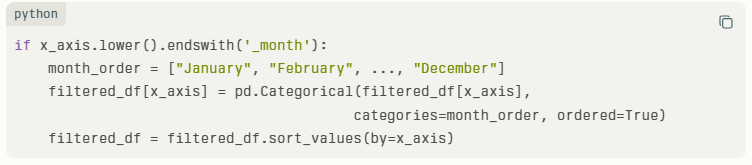 python
if x_axis.lower().endswith('_month'):
    month_order = ["January", "February", ..., "December"]
    filtered_df[x_axis] = pd.Categorical(filtered_df[x_axis],
                                         categories=month_order, ordered=True)
    filtered_df = filtered_df.sort_values(by=x_axis)